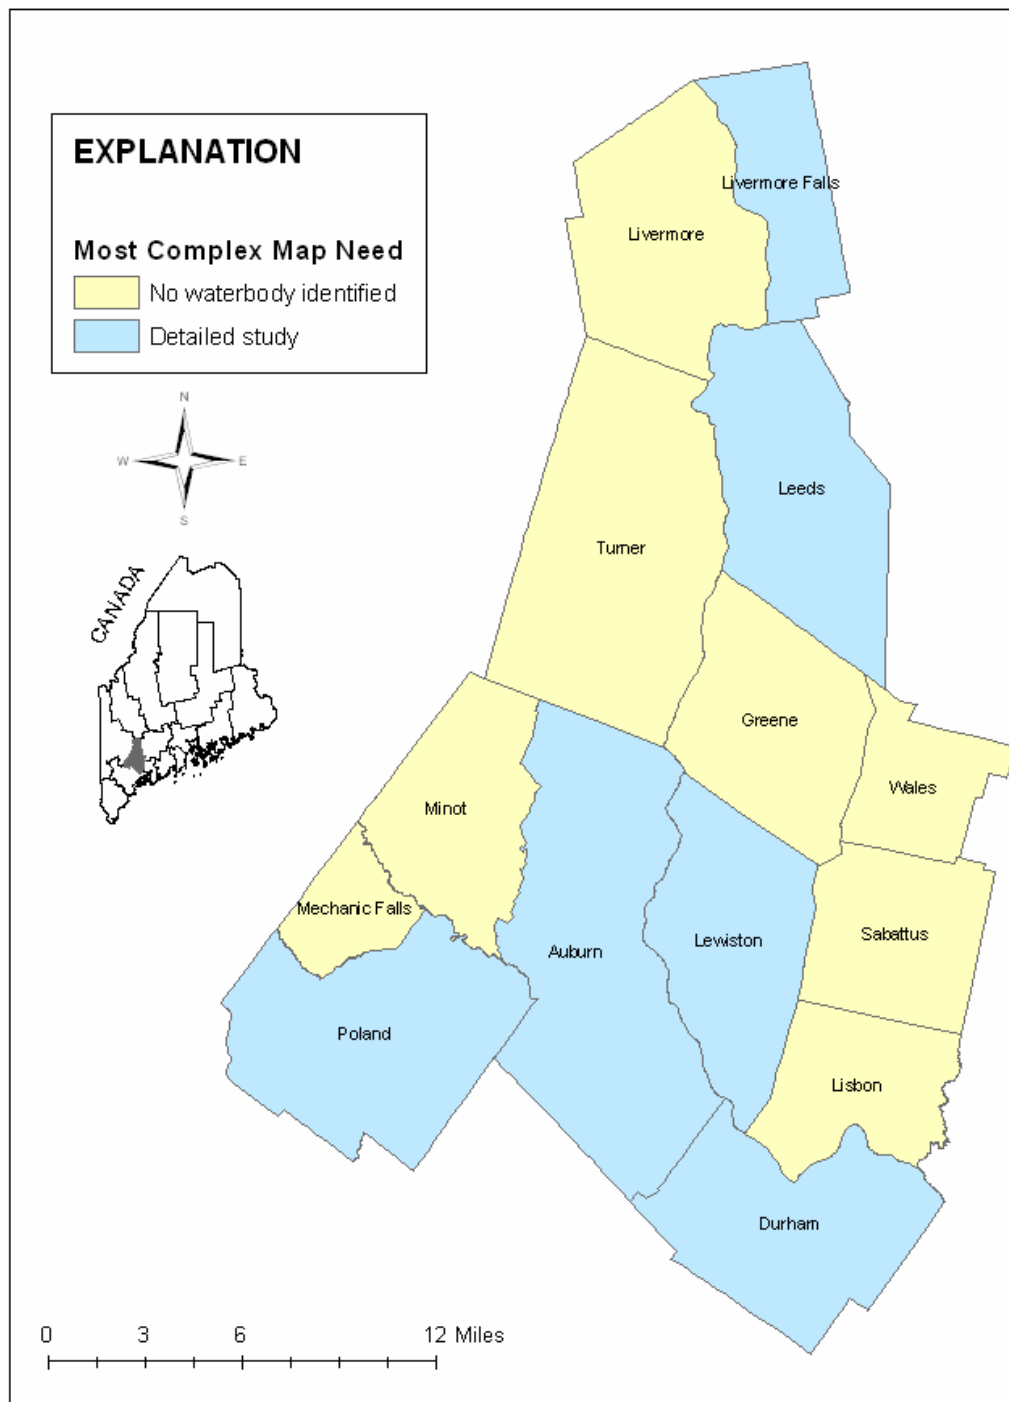 EXPLANATION
Most Complex Map Need
No waterbody identified
Detailed study
N
W
E
S
CANADA
Livermore Falls
Livermore
Leeds
Turner
Greene
Wales
Minot
Mechanic Falls
Sabattus
Lewiston
Auburn
Poland
Lisbon
Durham
0 3 6 12 Miles